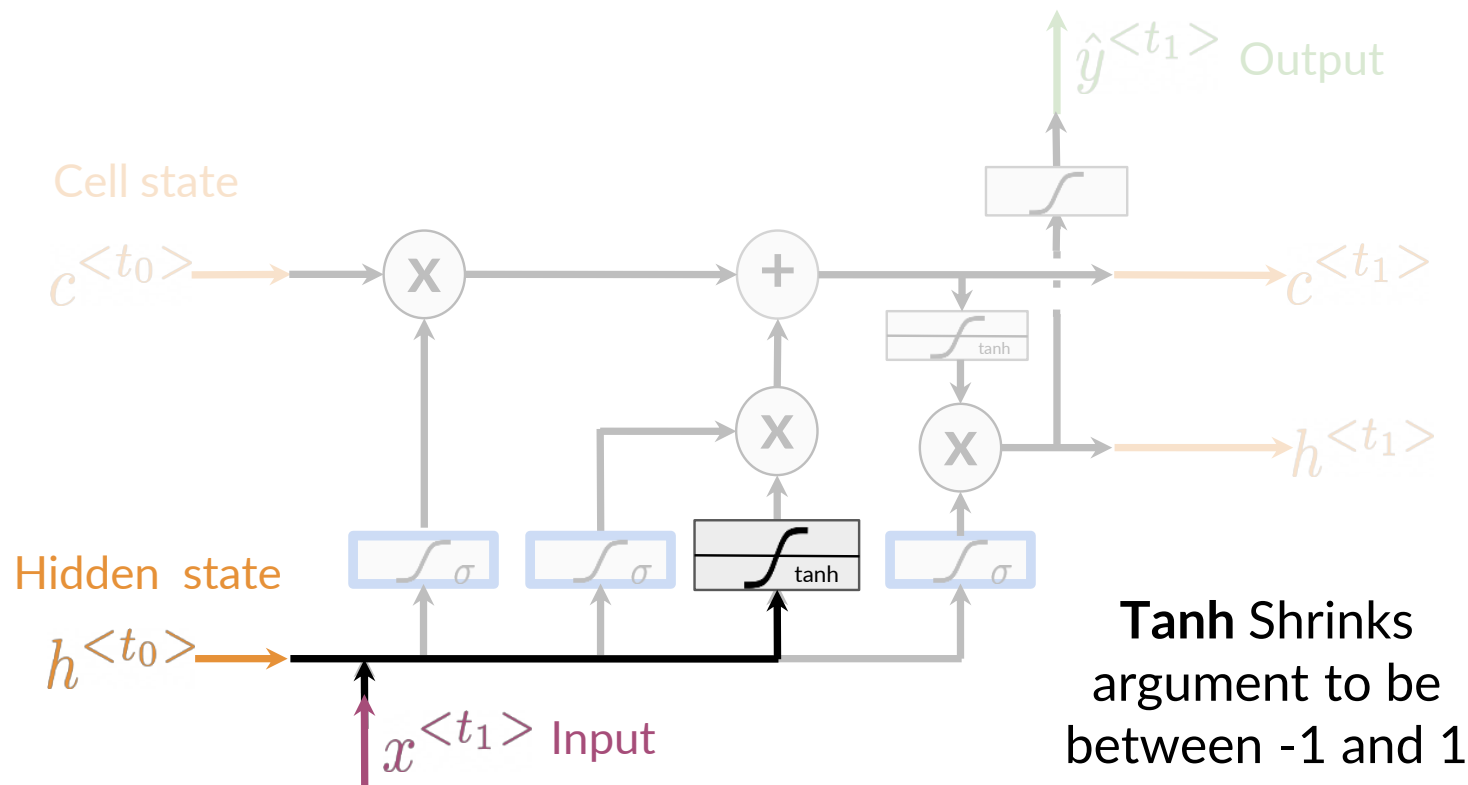 ŷ<t₁> Output
Cell state
c<t₀>
X
+
c<t₁>
tanh
X
X
h<t₁>
σ
σ
tanh
σ
Hidden state
h<t₀>
x<t₁> Input
Tanh Shrinks
argument to be
between -1 and 1